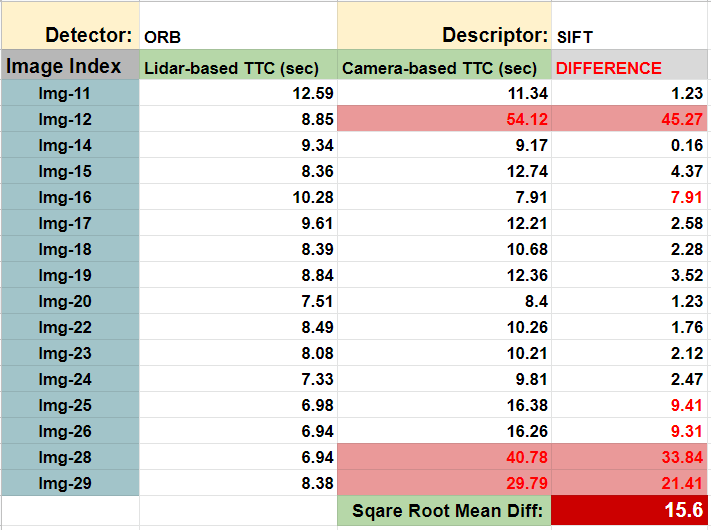 Detector: ORB Descriptor: SIFT
Image Index Lidar-based TTC (sec) Camera-based TTC (sec) DIFFERENCE
Img-11 12.59 11.34 1.23
Img-12 8.85 54.12 45.27
Img-14 9.34 9.17 0.16
Img-15 8.36 12.74 4.37
Img-16 10.28 7.91 7.91
Img-17 9.61 12.21 2.58
Img-18 8.39 10.68 2.28
Img-19 8.84 12.36 3.52
Img-20 7.51 8.4 1.23
Img-22 8.49 10.26 1.76
Img-23 8.08 10.21 2.12
Img-24 7.33 9.81 2.47
Img-25 6.98 16.38 9.41
Img-26 6.94 16.26 9.31
Img-28 6.94 40.78 33.84
Img-29 8.38 29.79 21.41
Sqare Root Mean Diff: 15.6